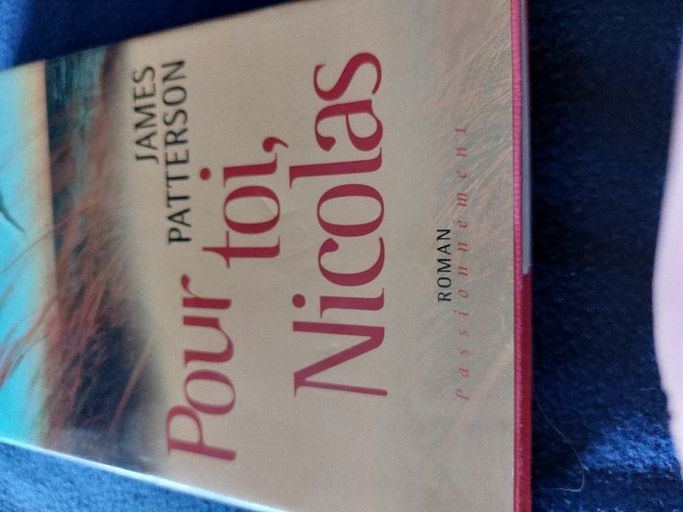 JAMES
PATTERSON
Pour
toi,
Nicolas
ROMAN
Passionnément